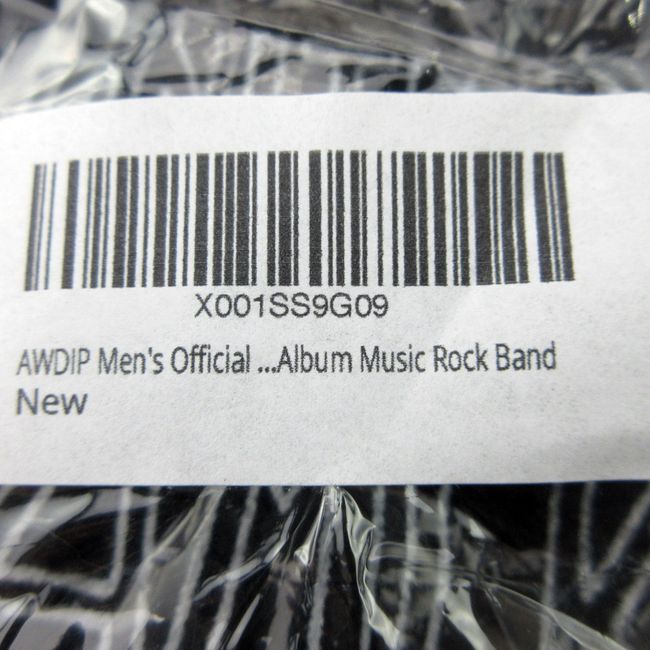 X001SS9G09
AWDIP Men's Official ...Album Music Rock Band
New